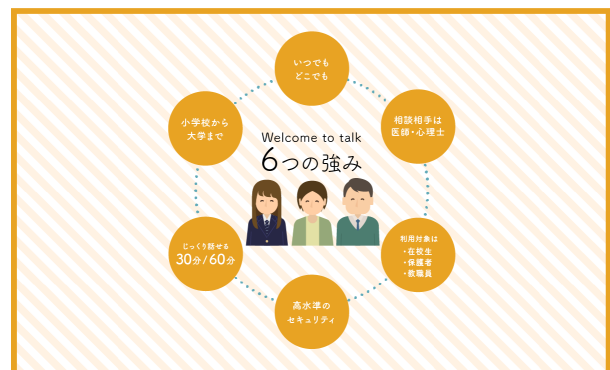 Welcome to talk
6つの強み
いつでも
どこでも
相談相手は
医師・心理士
利用対象は
・在校生
・保護者
・教職員
高水準の
セキュリティ
じっくり話せる
30分/60分
小学校から
大学まで